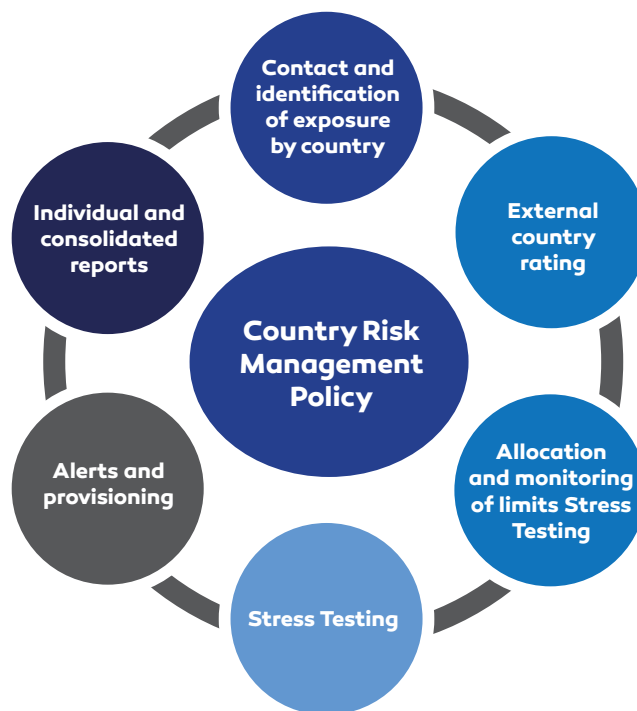 Contact and
identification
of exposure
by country
External
country
rating
Allocation
and monitoring
of limits Stress
Testing
Stress Testing
Alerts and
provisioning
Individual and
consolidated
reports
Country Risk
Management
Policy